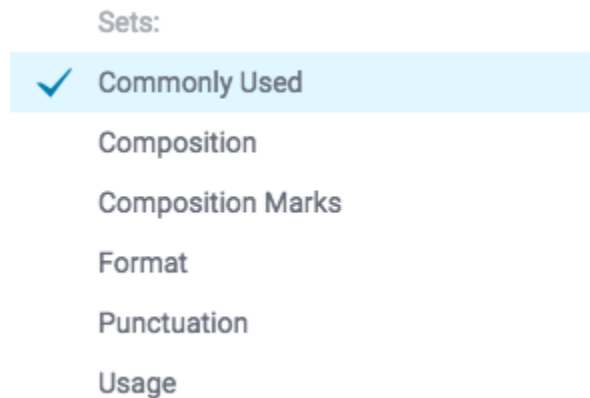 Sets:
Commonly Used
Composition
Composition Marks
Format
Punctuation
Usage